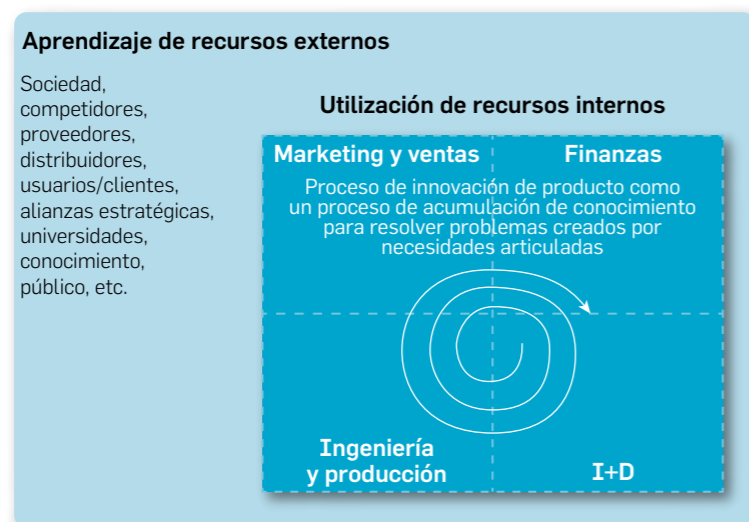 Aprendizaje de recursos externos
Sociedad,
competidores,
proveedores,
distribuidores,
usuarios/clientes,
alianzas estratégicas,
universidades,
conocimiento,
público, etc.
Utilización de recursos internos
Marketing y ventas
Finanzas
Proceso de innovación de producto como
un proceso de acumulación de conocimiento
para resolver problemas creados por
necesidades articuladas
Ingeniería
y producción
I+D